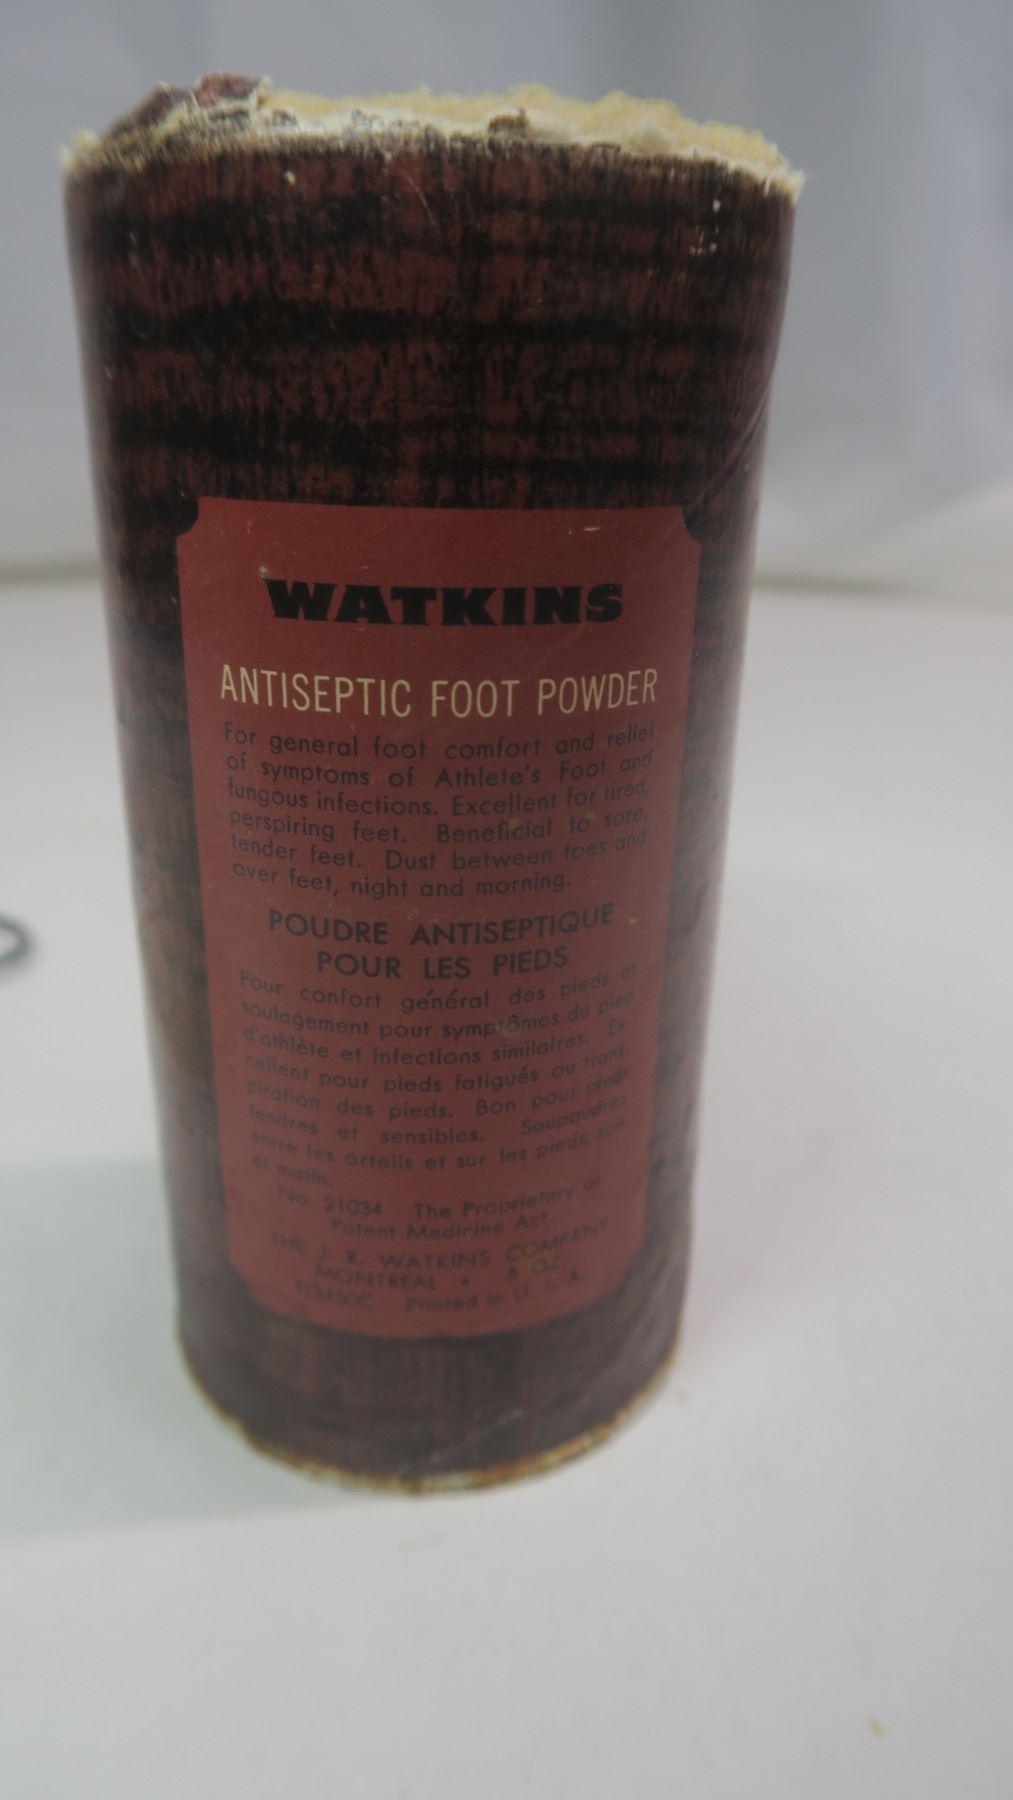 WATKINS
ANTISEPTIC FOOT POWDER
For general foot comfort and relief
of symptoms of Athlete's Foot and
fungous infections. Excellent for tired,
perspiring feet. Beneficial to sore,
tender feet. Dust between toes and
over feet, night and morning.
POUDRE ANTISEPTIQUE
POUR LES PIEDS
Pour confort général des pieds et
soulagement pour symptômes du pied
d'athlète et infections similaires. Ex-
cellent pour pieds fatigués ou trans-
piration des pieds. Bon pour pieds
tendres et sensibles. Saupoudrez
entre les orteils et sur les pieds, soir
et matin.
No. 21034 The Proprietary or
Patent Medicine Act.
THE J. R. WATKINS COMPANY
MONTREAL • OZ.
Printed in U. S. A.